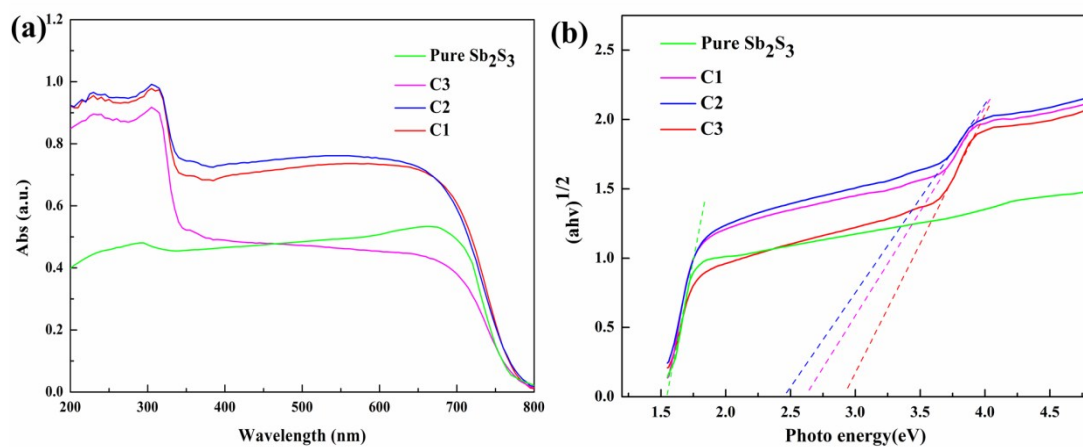 (a)
1.2
1.0
0.8
0.6
0.4
0.2
0.0
Abs (a.u.)
Pure Sb2S3
C3
C2
C1
200 300 400 500 600 700 800
Wavelength (nm)
(b)
2.5
2.0
1.5
1.0
0.5
0.0
(ahv)1/2
Pure Sb2S3
C1
C2
C3
1.5 2.0 2.5 3.0 3.5 4.0 4.5
Photo energy(eV)